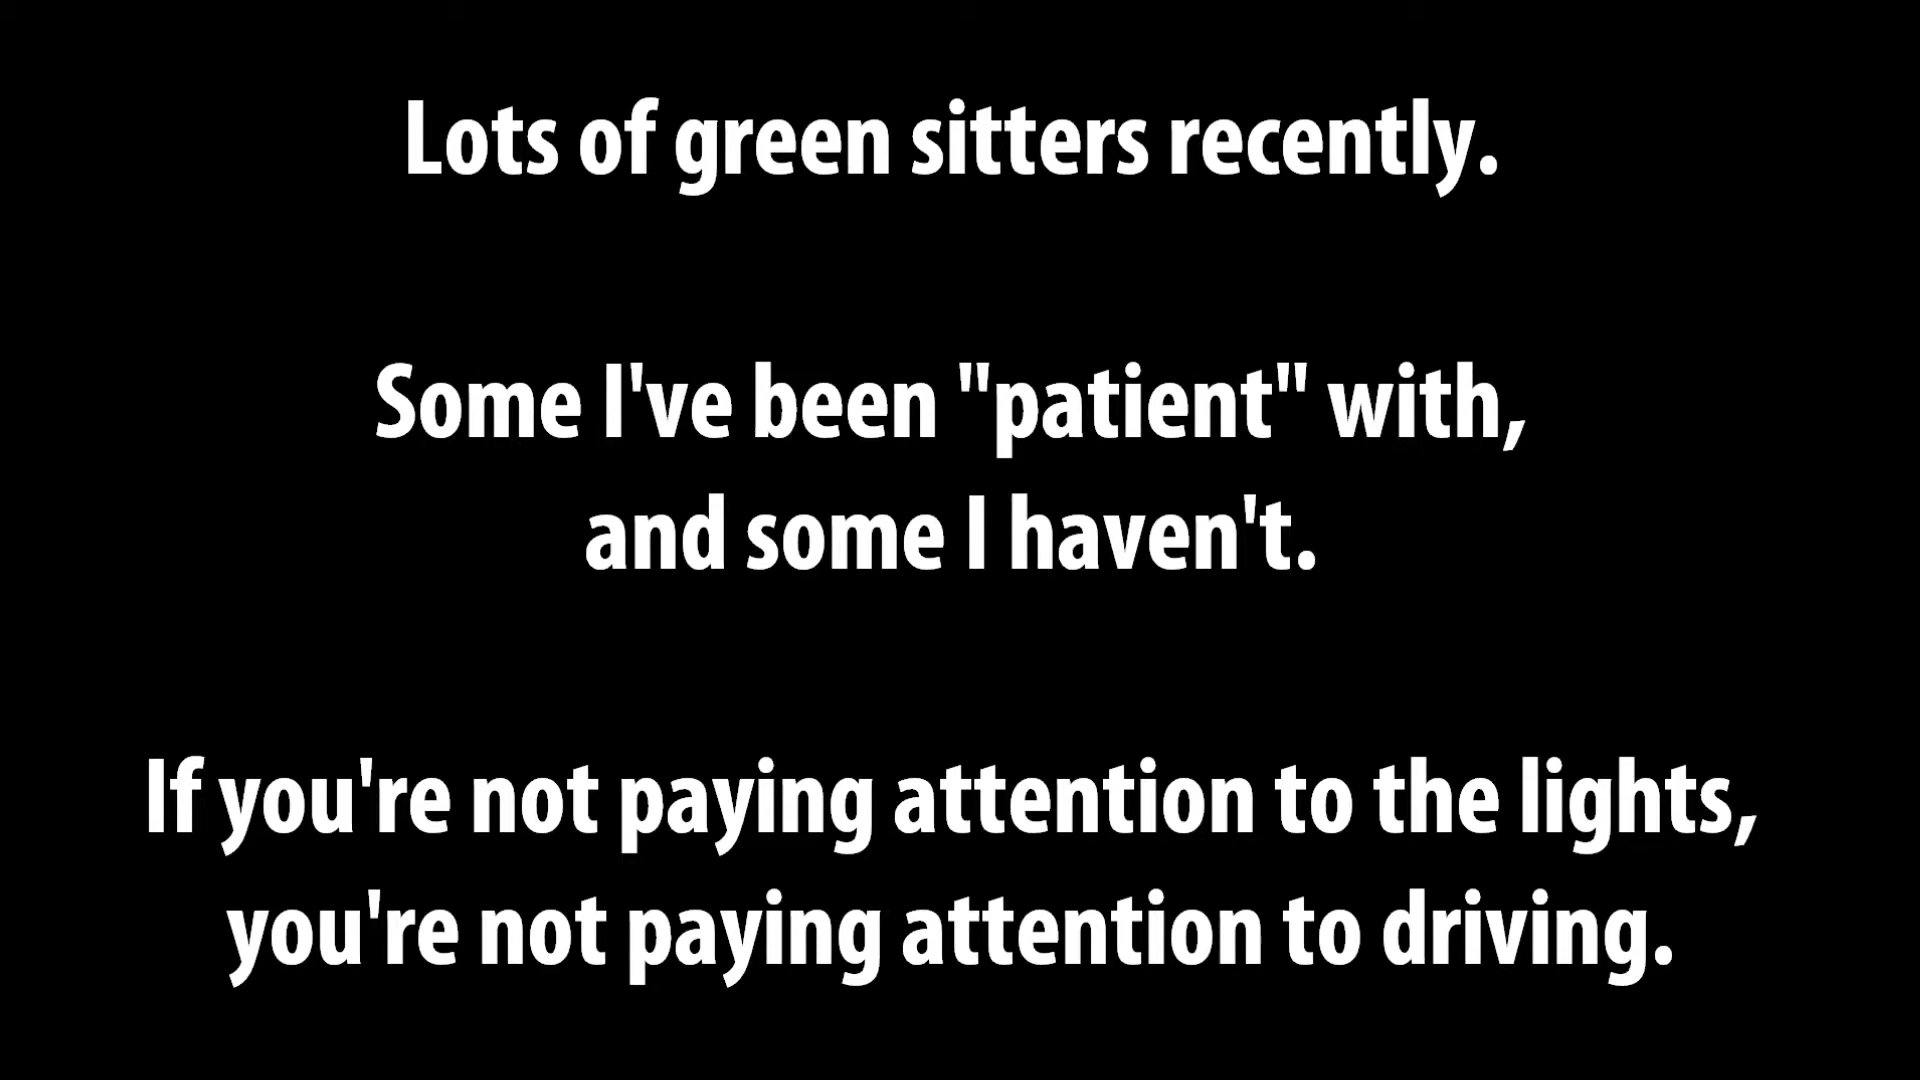 Lots of green sitters recently.
Some I've been "patient" with,
and some I haven't.
If you're not paying attention to the lights,
you're not paying attention to driving.